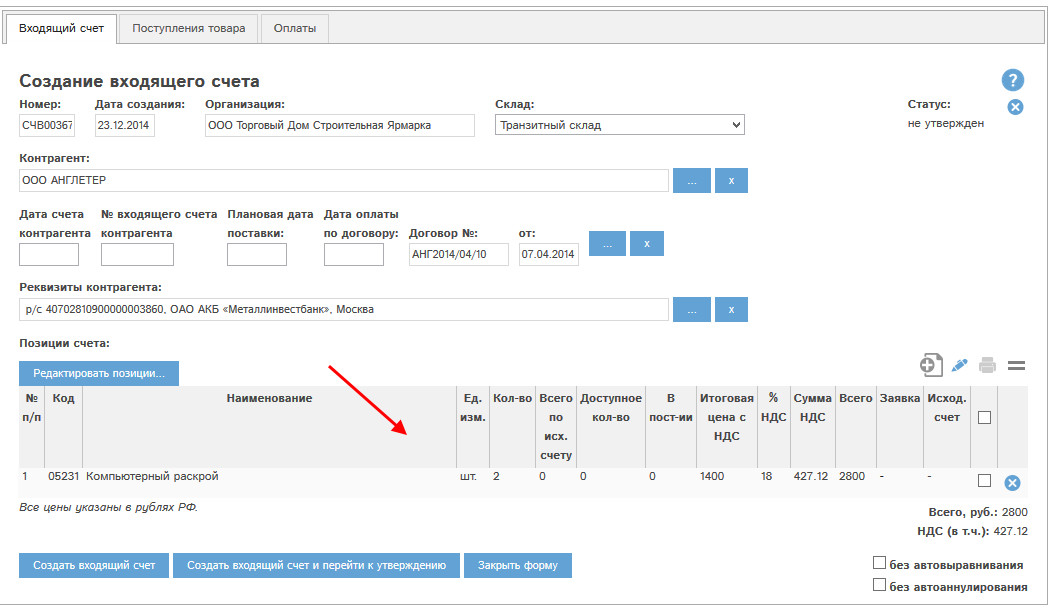 Входящий счет Поступления товара Оплаты
Создание входящего счета ?
Номер: Дата создания: Организация: Склад: Статус:
СЧВ00367 23.12.2014 ООО Торговый Дом Строительная Ярмарка Транзитный склад не утвержден
Контрагент:
ООО АНГЛЕТЕР ... x
Дата счета № входящего счета Плановая дата Дата оплаты
контрагента контрагента поставки: по договору: Договор №: от:
АНГ2014/04/10 07.04.2014 ... x
Реквизиты контрагента:
р/с 40702810900000003860, ОАО АКБ «Металлинвестбанк», Москва ... x
Позиции счета:
Редактировать позиции...
№ Код Наименование Ед. Кол-во Всего Доступное В Итоговая % Сумма Всего Заявка Исход.
п/п изм. по кол-во пост-ии цена с НДС НДС счет
исх. НДС
счету
1 05231 Компьютерный раскрой шт. 2 0 0 0 1400 18 427.12 2800 - -
Все цены указаны в рублях РФ.
Всего, руб.: 2800
НДС (в т.ч.): 427.12
Создать входящий счет Создать входящий счет и перейти к утверждению Закрыть форму
без автовыравнивания
без автоаннулирования